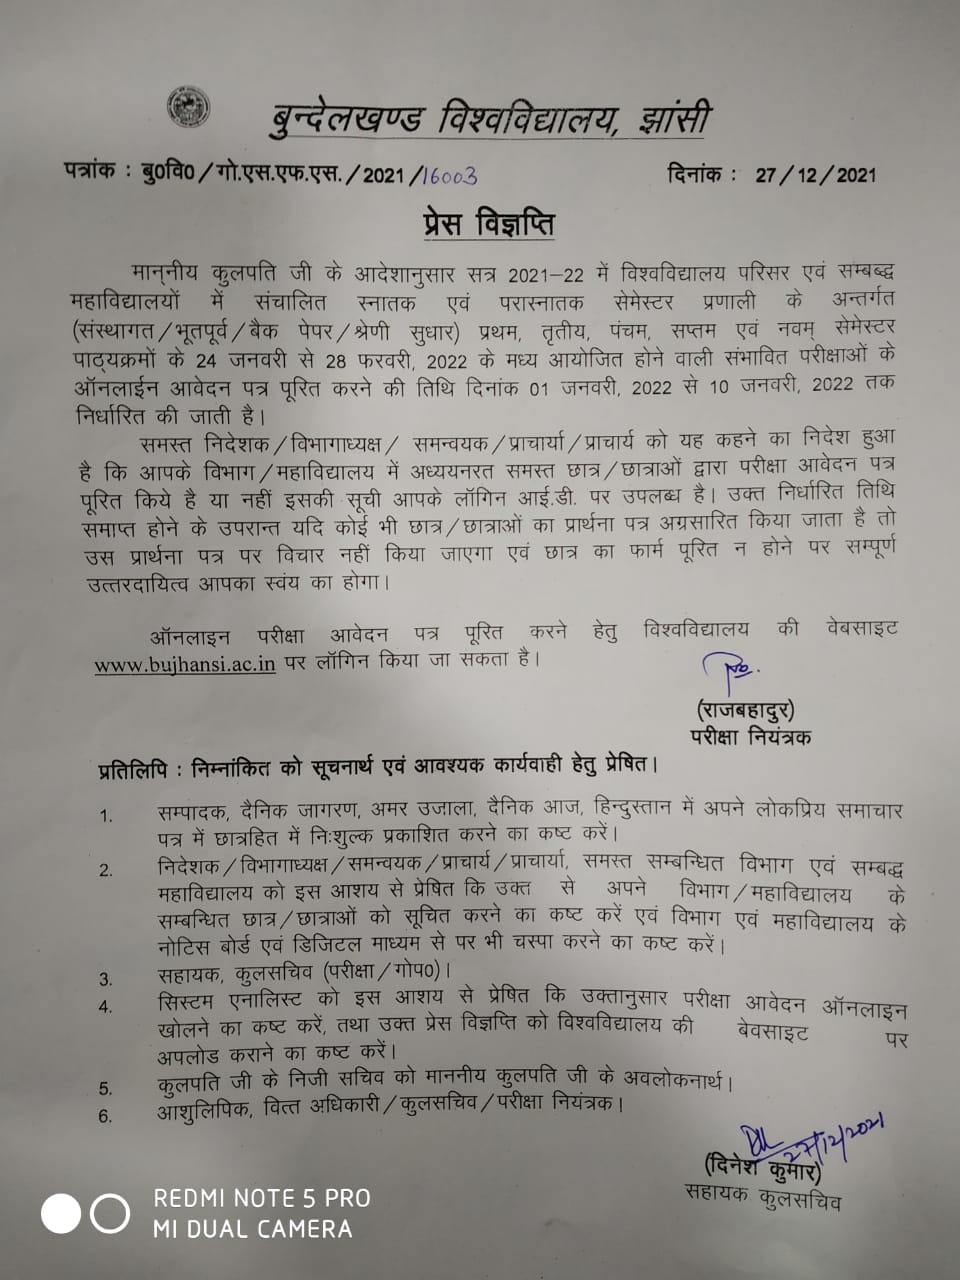 बुन्देलखण्ड विश्वविद्यालय, झांसी
पत्रांक : बु0वि0/गो.एस.एफ.एस./2021/16003 दिनांक : 27/12/2021
प्रेस विज्ञप्ति
माननीय कुलपति जी के आदेशानुसार सत्र 2021-22 में विश्वविद्यालय परिसर एवं सम्बद्ध
महाविद्यालयों में संचालित स्नातक एवं परास्नातक सेमेस्टर प्रणाली के अन्तर्गत
(संस्थागत/भूतपूर्व/बैक पेपर/श्रेणी सुधार) प्रथम, तृतीय, पंचम, सप्तम एवं नवम् सेमेस्टर
पाठ्यक्रमों के 24 जनवरी से 28 फरवरी, 2022 के मध्य आयोजित होने वाली संभावित परीक्षाओं के
ऑनलाईन आवेदन पत्र पूरित करने की तिथि दिनांक 01 जनवरी, 2022 से 10 जनवरी, 2022 तक
निर्धारित की जाती है।
समस्त निदेशक/विभागाध्यक्ष/ समन्वयक/प्राचार्या/प्राचार्य को यह कहने का निदेश हुआ
है कि आपके विभाग/महाविद्यालय में अध्ययनरत समस्त छात्र/छात्राओं द्वारा परीक्षा आवेदन पत्र
पूरित किये है या नहीं इसकी सूची आपके लॉगिन आई.डी. पर उपलब्ध है। उक्त निर्धारित तिथि
समाप्त होने के उपरान्त यदि कोई भी छात्र/छात्राओं का प्रार्थना पत्र अग्रसारित किया जाता है तो
उस प्रार्थना पत्र पर विचार नहीं किया जाएगा एवं छात्र का फार्म पूरित न होने पर सम्पूर्ण
उत्तरदायित्व आपका स्वंय का होगा।
ऑनलाइन परीक्षा आवेदन पत्र पूरित करने हेतु विश्वविद्यालय की वेबसाइट
www.bujhansi.ac.in पर लॉगिन किया जा सकता है।
(राजबहादुर)
परीक्षा नियंत्रक
प्रतिलिपि : निम्नांकित को सूचनार्थ एवं आवश्यक कार्यवाही हेतु प्रेषित।
1. सम्पादक, दैनिक जागरण, अमर उजाला, दैनिक आज, हिन्दुस्तान में अपने लोकप्रिय समाचार
पत्र में छात्रहित में निःशुल्क प्रकाशित करने का कष्ट करें।
2. निदेशक/विभागाध्यक्ष/समन्वयक/प्राचार्य/प्राचार्या, समस्त सम्बन्धित विभाग एवं सम्बद्ध
महाविद्यालय को इस आशय से प्रेषित कि उक्त से अपने विभाग/महाविद्यालय के
सम्बन्धित छात्र/छात्राओं को सूचित करने का कष्ट करें एवं विभाग एवं महाविद्यालय के
नोटिस बोर्ड एवं डिजिटल माध्यम से पर भी चस्पा करने का कष्ट करें।
3. सहायक, कुलसचिव (परीक्षा/गोप0)।
4. सिस्टम एनालिस्ट को इस आशय से प्रेषित कि उक्तानुसार परीक्षा आवेदन ऑनलाइन
खोलने का कष्ट करें, तथा उक्त प्रेस विज्ञप्ति को विश्वविद्यालय की बेवसाइट पर
अपलोड कराने का कष्ट करें।
5. कुलपति जी के निजी सचिव को माननीय कुलपति जी के अवलोकनार्थ।
6. आशुलिपिक, वित्त अधिकारी/कुलसचिव/परीक्षा नियंत्रक।
27/12/2021
(दिनेश कुमार)
सहायक कुलसचिव
REDMI NOTE 5 PRO
MI DUAL CAMERA